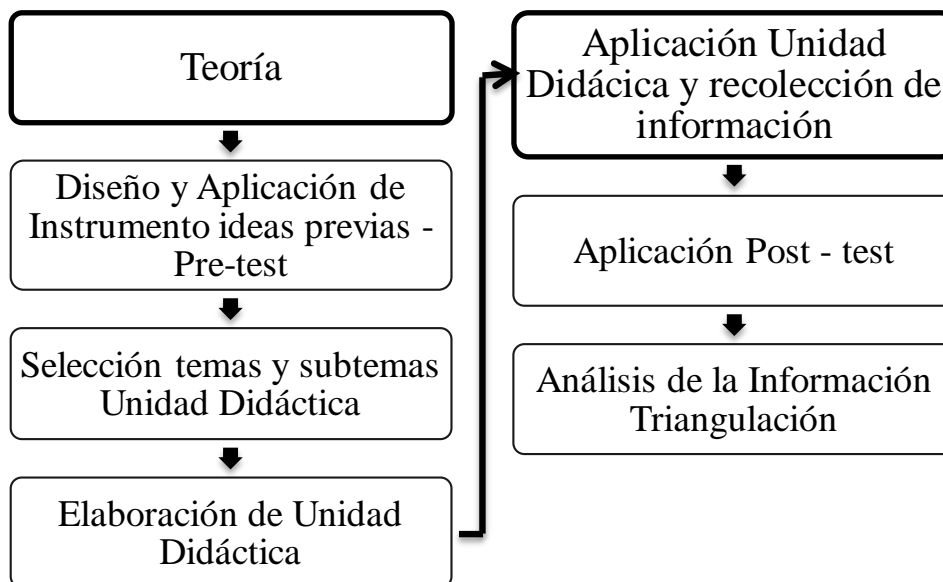 Teoría
Diseño y Aplicación de
Instrumento ideas previas -
Pre-test
Selección temas y subtemas
Unidad Didáctica
Elaboración de Unidad
Didáctica
Aplicación Unidad
Didácica y recolección de
información
Aplicación Post - test
Análisis de la Información
Triangulación